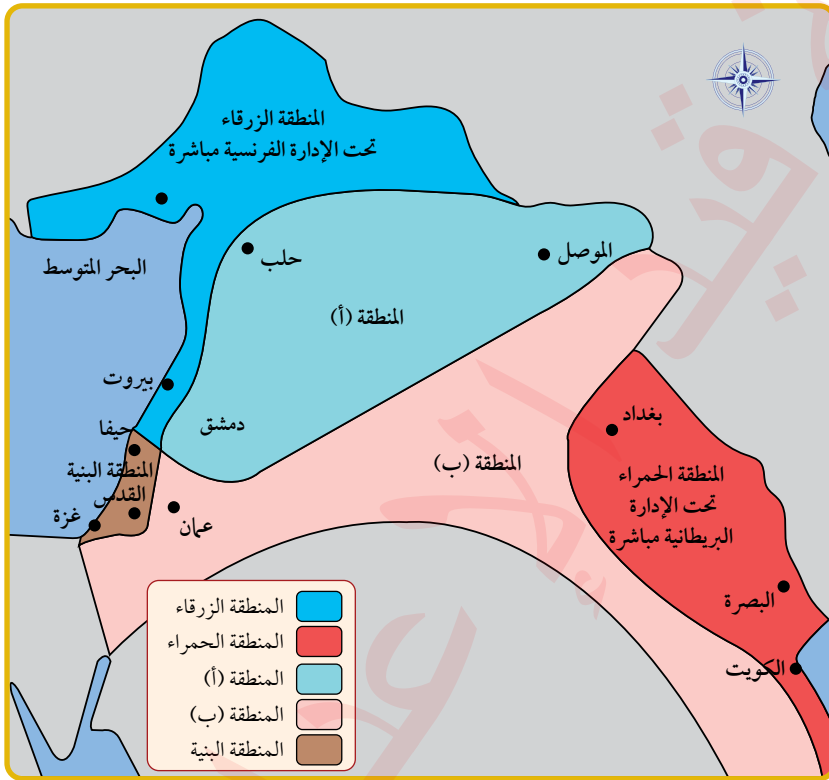 المنطقة الزرقاء
تحت الإدارة الفرنسية مباشرة
البحر المتوسط
حلب
الموصل
المنطقة (أ)
بيروت
دمشق
حيفا
المنطقة البنية
القدس
غزة
عمان
المنطقة (ب)
بغداد
المنطقة الحمراء
تحت الإدارة
البريطانية مباشرة
البصرة
الكويت
المنطقة الزرقاء
المنطقة الحمراء
المنطقة (أ)
المنطقة (ب)
المنطقة البنية